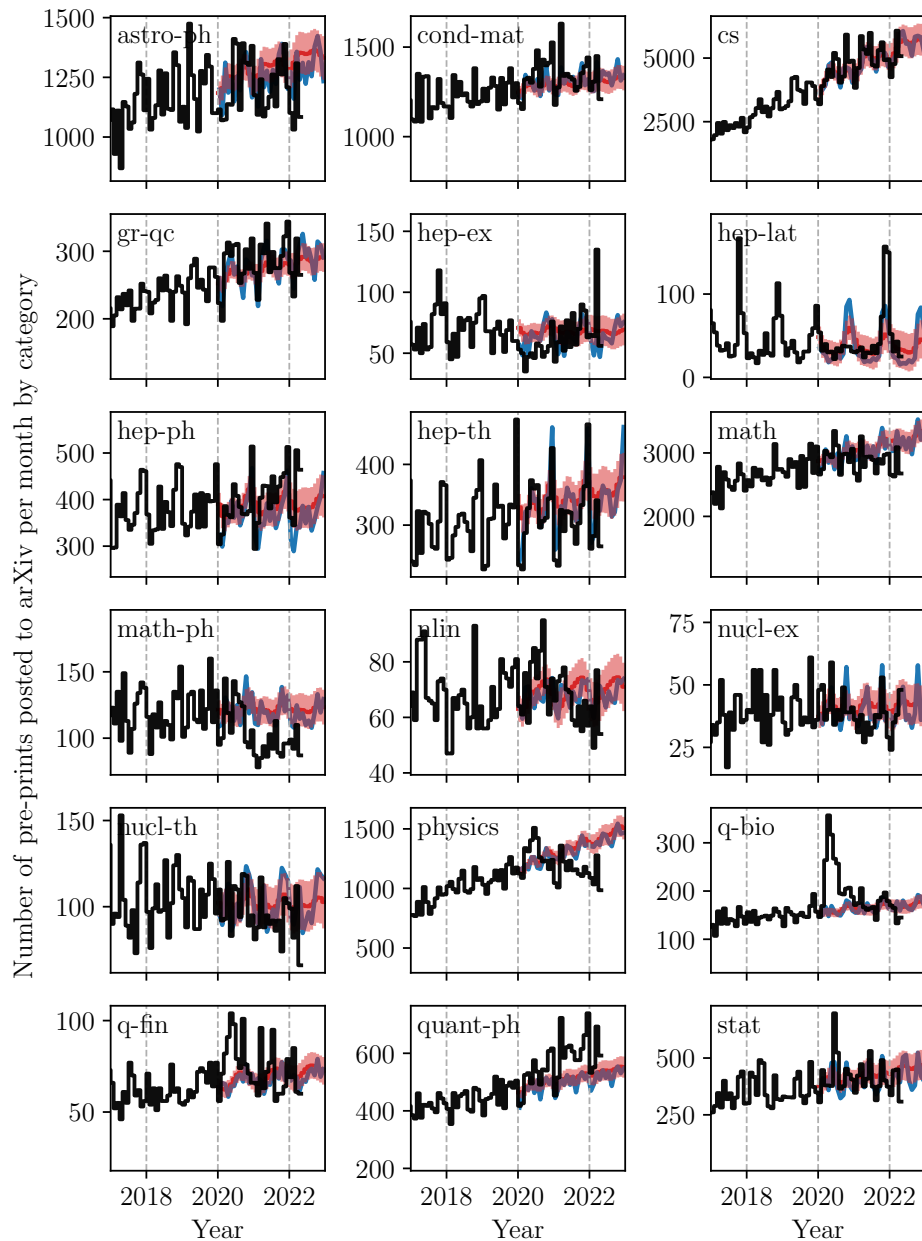 Number of pre-prints posted to arXiv per month by category
astro-ph
cond-mat
cs
1500
1250
1000
1500
1250
1000
5000
2500
gr-qc
hep-ex
hep-lat
300
200
150
100
50
100
0
hep-ph
hep-th
math
500
400
300
400
300
3000
2000
math-ph
nlin
nucl-ex
150
100
80
60
40
75
50
25
nucl-th
physics
q-bio
150
100
1500
1000
500
300
200
100
q-fin
quant-ph
stat
100
50
600
400
200
500
250
2018 2020 2022
2018 2020 2022
2018 2020 2022
Year
Year
Year